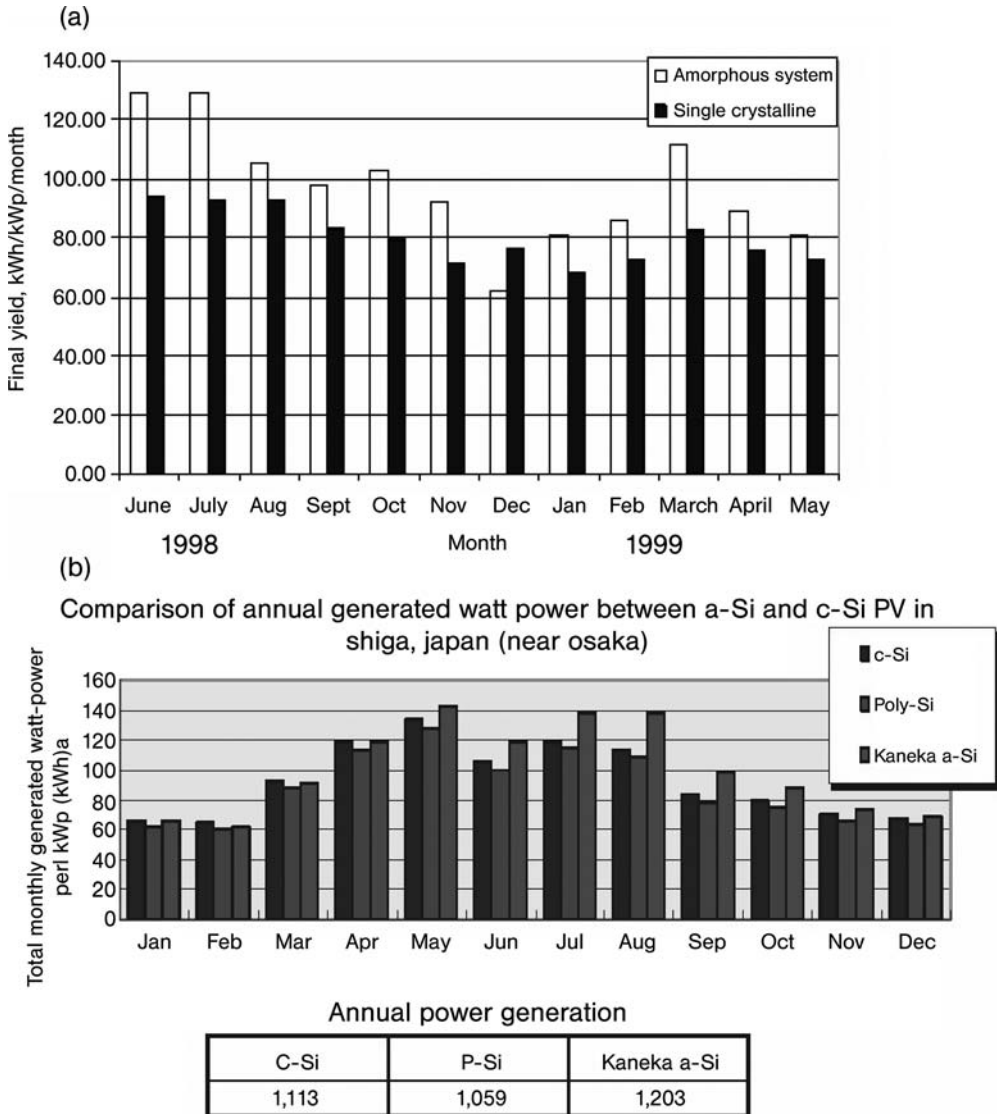 (a)
140.00
120.00
100.00
80.00
60.00
40.00
20.00
0.00
Final yield, kWh/kWp/month
Amorphous system
Single crystalline
June July Aug Sept Oct Nov Dec Jan Feb March April May
1998 Month 1999
(b)
Comparison of annual generated watt power between a-Si and c-Si PV in
shiga, japan (near osaka)
c-Si
Poly-Si
Kaneka a-Si
Total monthly generated watt-power
perl kWp (kWh)a
160
140
120
100
80
60
40
20
0
Jan Feb Mar Apr May Jun Jul Aug Sep Oct Nov Dec
Annual power generation
C-Si P-Si Kaneka a-Si
1,113 1,059 1,203